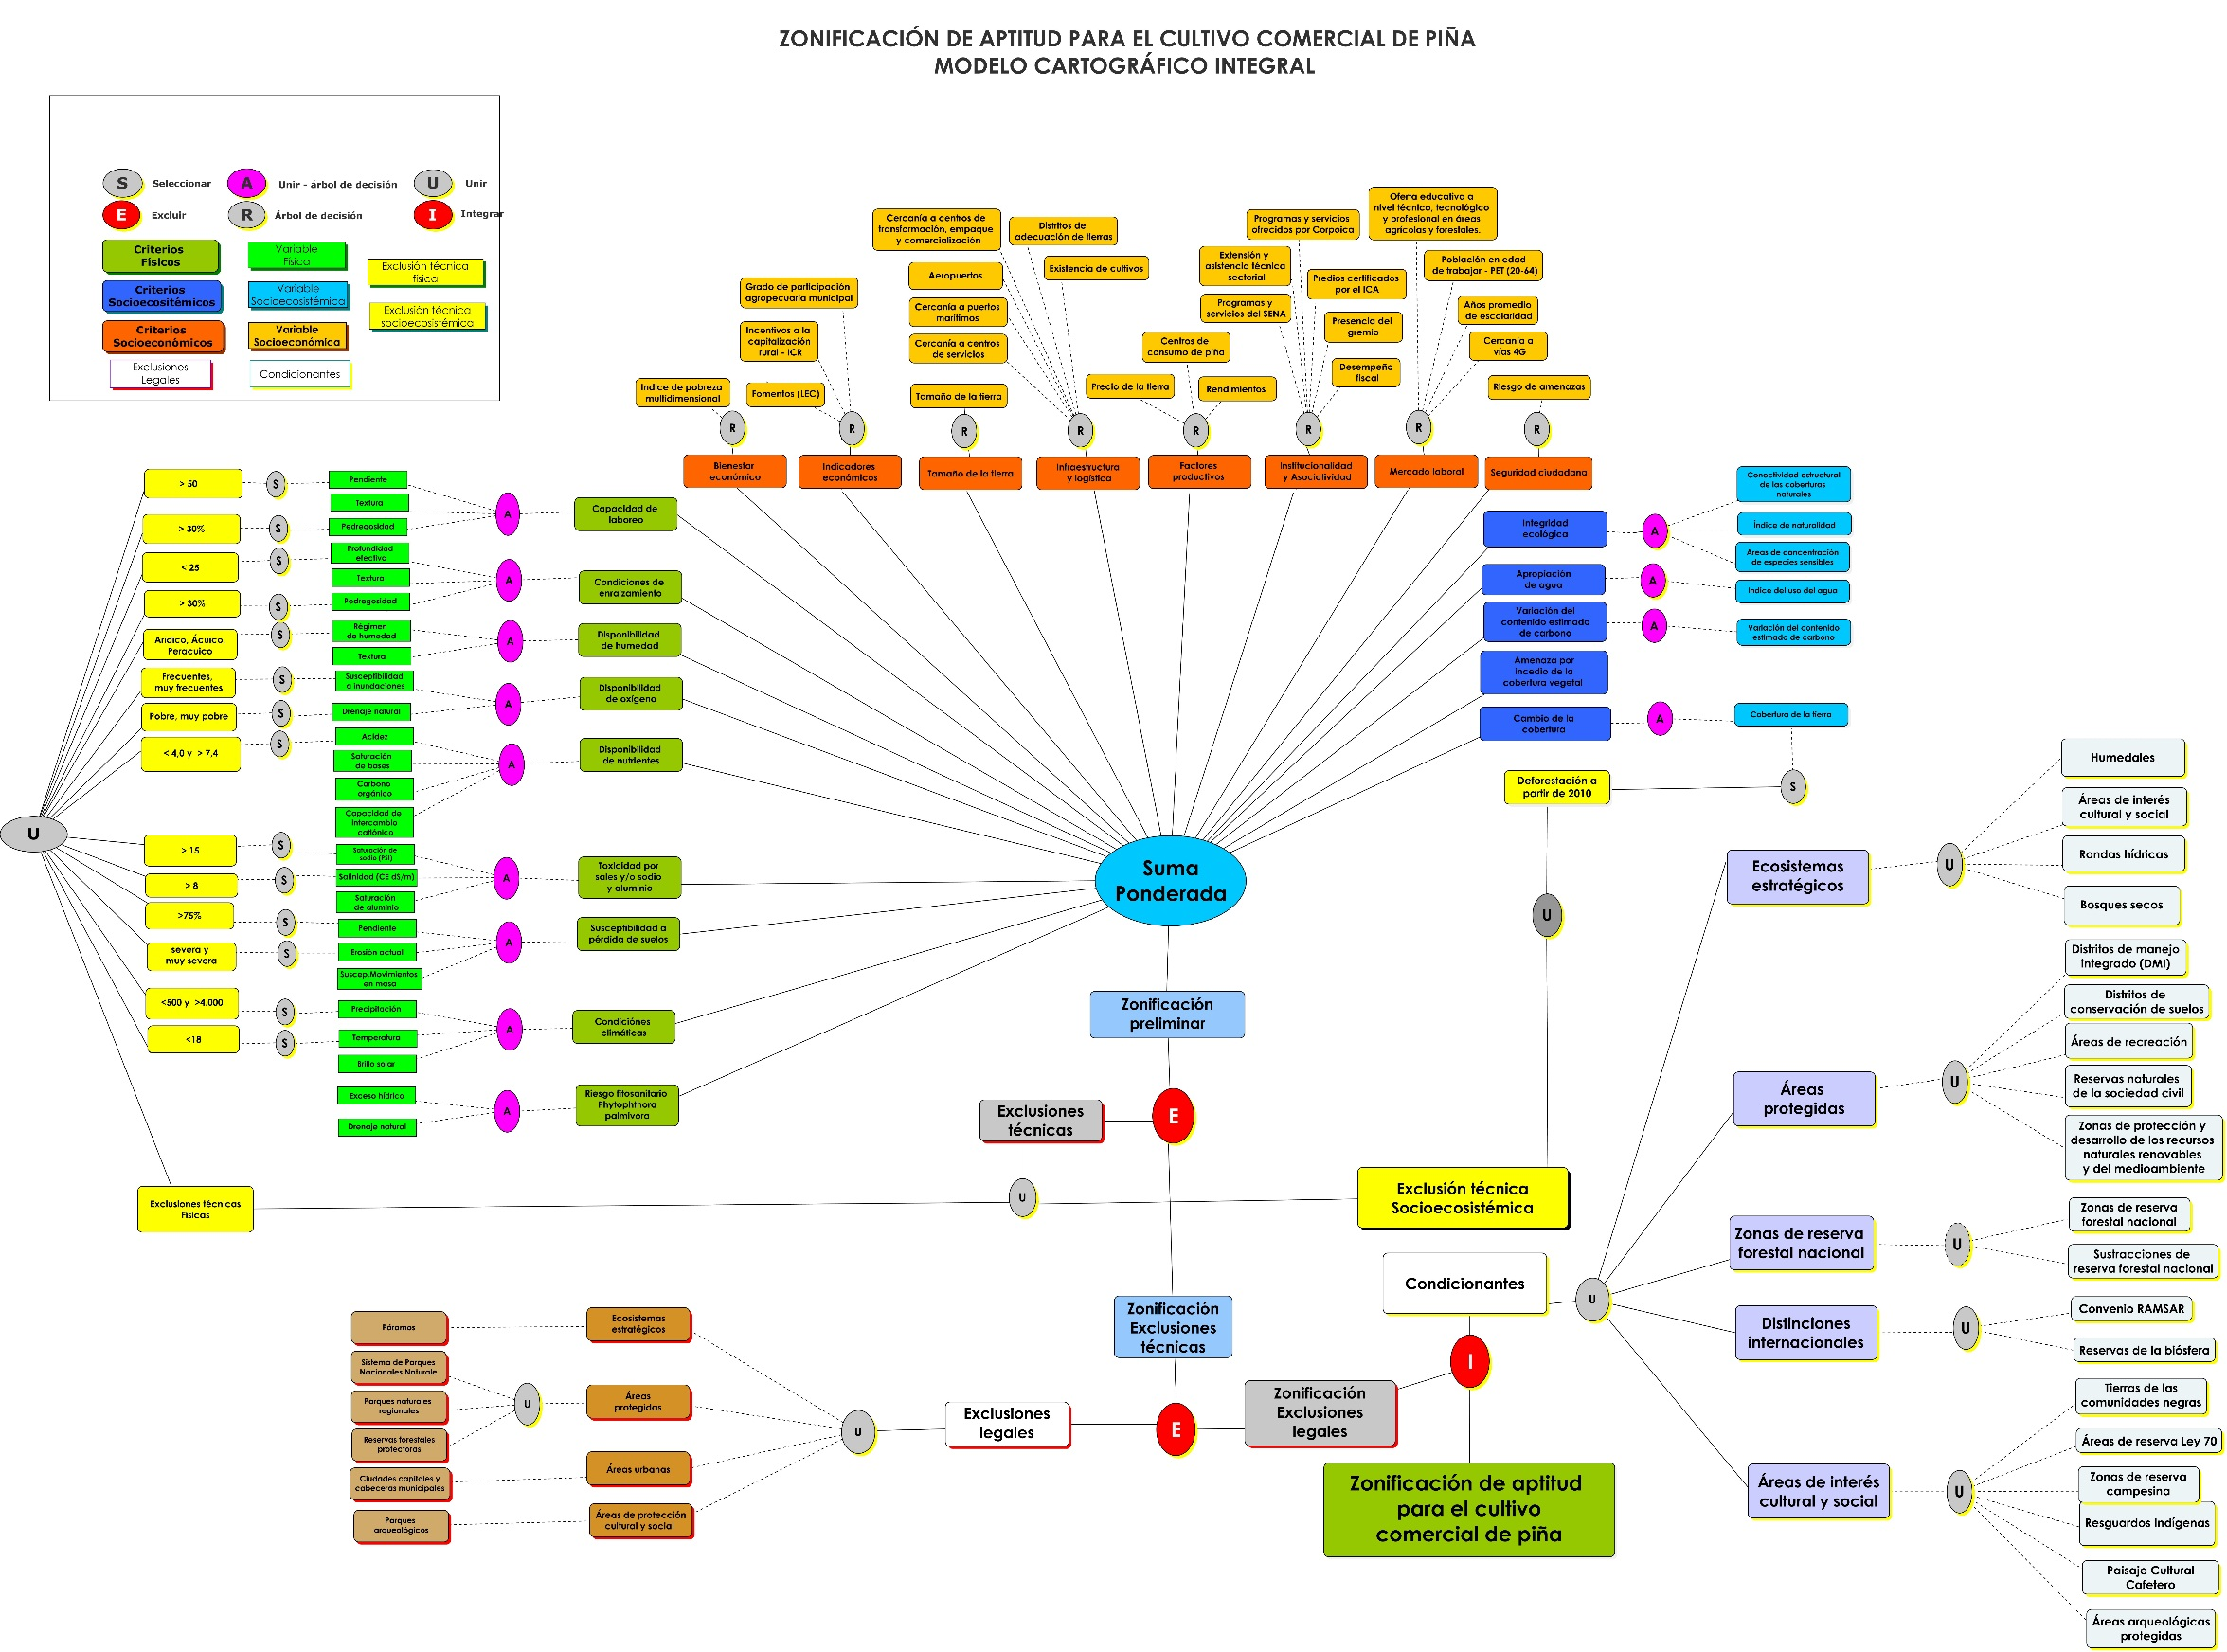 ZONIFICACIÓN DE APTITUD PARA EL CULTIVO COMERCIAL DE PIÑA
MODELO CARTOGRÁFICO INTEGRAL
S
Seleccionar
A
Unir - árbol de decisión
U
Unir
E
Excluir
R
Árbol de decisión
I
Integrar
Criterios
Físicos
Variable
Física
Exclusión técnica
física
Criterios
Socioecositémicos
Variable
Socioecosistémica
Exclusión técnica
socioecosistémica
Criterios
Socioeconómicos
Variable
Socioeconómica
Exclusiones
Legales
Condicionantes
Indice de pobreza
multidimensional
R
Bienestar
económico
Grado de participación
agropecuaria municipal
Incentivos a la
capitalización
rural - ICR
Fomentos (LEC)
R
Indicadores
económicos
Tamaño de la tierra
R
Tamaño de la tierra
Cercanía a centros de
transformación, empaque
y comercialización
Aeropuertos
Cercanía a puertos
marítimos
Cercanía a centros
de servicios
Distritos de
adecuación de tierras
Existencia de cultivos
R
Infraestructura
y logística
Centros de
consumo de piña
Precio de la tierra
Rendimientos
R
Factores
productivos
Programas y servicios
ofrecidos por Corpoica
Extensión y
asistencia técnica
sectorial
Programas y
servicios del SENA
Predios certificados
por el ICA
Presencia del
gremio
Desempeño
fiscal
R
Institucionalidad
y Asociatividad
Oferta educativa a
nivel técnico, tecnológico
y profesional en áreas
agrícolas y forestales.
Población en edad
de trabajar - PET (20-64)
Años promedio
de escolaridad
Cercanía a
vías 4G
R
Mercado laboral
Riesgo de amenazas
R
Seguridad ciudadana
> 50
S
Pendiente
Textura
> 30%
S
Pedregosidad
A
Capacidad de
laboreo
< 25
S
Profundidad
efectiva
Textura
> 30%
S
Pedregosidad
A
Condiciones de
enraizamiento
Aridico, Ácuico,
Peracuico
S
Régimen
de humedad
Textura
A
Disponibilidad
de humedad
Frecuentes,
muy frecuentes
S
Susceptibilidad
a inundaciones
Pobre, muy pobre
S
Drenaje natural
A
Disponibilidad
de oxígeno
< 4,0 y > 7,4
S
Acidez
Saturación
de bases
Carbono
orgánico
Capacidad de
intercambio
catiónico
A
Disponibilidad
de nutrientes
U
> 15
S
Saturación de
sodio (PSI)
> 8
S
Salinidad (CE dS/m)
Saturación
de aluminio
A
Toxicidad por
sales y/o sodio
y aluminio
>75%
S
Pendiente
severa y
muy severa
S
Erosión actual
Suscep.Movimientos
en masa
A
Susceptibilidad a
pérdida de suelos
<500 y >4.000
S
Precipitación
<18
S
Temperatura
Brillo solar
A
Condiciónes
climáticas
Exceso hídrico
Drenaje natural
A
Riesgo fitosanitario
Phytophthora
palmivora
Suma
Ponderada
Integridad
ecológica
A
Conectividad estructural
de las coberturas
naturales
Índice de naturalidad
Áreas de concentración
de especies sensibles
Apropiación
de agua
A
Indice del uso del agua
Variación del
contenido estimado
de carbono
A
Variación del contenido
estimado de carbono
Amenaza por
incedio de la
cobertura vegetal
Cambio de la
cobertura
A
Cobertura de la tierra
Deforestación a
partir de 2010
S
U
Zonificación
preliminar
Exclusiones
técnicas
E
Exclusiones técnicas
Físicas
U
Exclusión técnica
Socioecosistémica
Zonificación
Exclusiones
técnicas
Condicionantes
U
I
Ecosistemas
estratégicos
U
Humedales
Áreas de interés
cultural y social
Rondas hídricas
Bosques secos
Áreas
protegidas
U
Distritos de manejo
integrado (DMI)
Distritos de
conservación de suelos
Áreas de recreación
Reservas naturales
de la sociedad civil
Zonas de protección y
desarrollo de los recursos
naturales renovables
y del medioambiente
Zonas de reserva
forestal nacional
U
Zonas de reserva
forestal nacional
Sustracciones de
reserva forestal nacional
Distinciones
internacionales
U
Convenio RAMSAR
Reservas de la biósfera
Áreas de interés
cultural y social
U
Tierras de las
comunidades negras
Áreas de reserva Ley 70
Zonas de reserva
campesina
Resguardos Indígenas
Paisaje Cultural
Cafetero
Áreas arqueológicas
protegidas
Páramos
Ecosistemas
estratégicos
Sistema de Parques
Nacionales Naturale
Parques naturales
regionales
Reservas forestales
protectoras
U
Áreas
protegidas
Ciudades capitales y
cabeceras municipales
Áreas urbanas
Parques
arqueológicos
Áreas de protección
cultural y social
U
Exclusiones
legales
E
Zonificación
Exclusiones
legales
Zonificación de aptitud
para el cultivo
comercial de piña